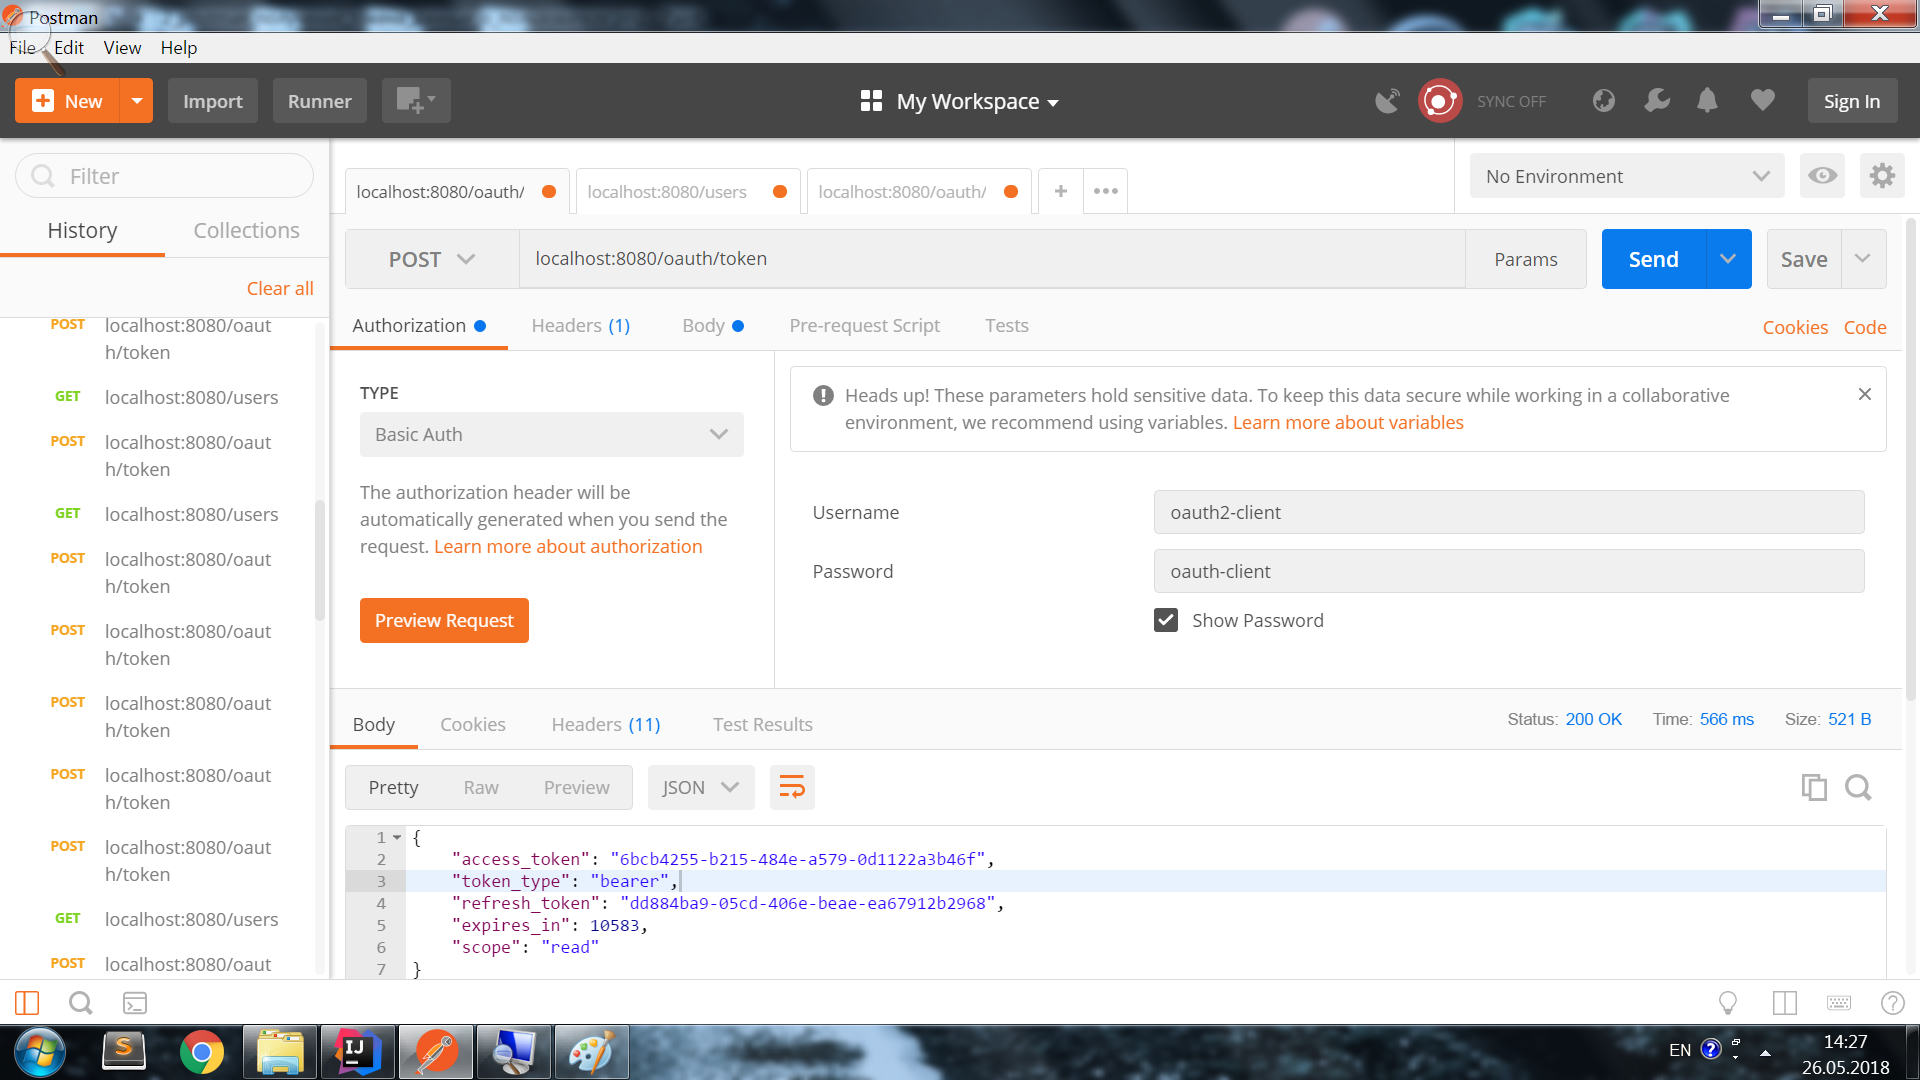 Postman
File Edit View Help
New Import Runner My Workspace SYNC OFF Sign In
Filter
History Collections
Clear all
POST localhost:8080/oaut
h/token
GET localhost:8080/users
POST localhost:8080/oaut
h/token
GET localhost:8080/users
POST localhost:8080/oaut
h/token
POST localhost:8080/oaut
h/token
POST localhost:8080/oaut
h/token
POST localhost:8080/oaut
h/token
POST localhost:8080/oaut
h/token
GET localhost:8080/users
POST localhost:8080/oaut
localhost:8080/oauth/ localhost:8080/users localhost:8080/oauth/ + •••
No Environment
POST localhost:8080/oauth/token Params Send Save
Authorization Headers (1) Body Pre-request Script Tests Cookies Code
TYPE
Basic Auth
The authorization header will be
automatically generated when you send the
request. Learn more about authorization
Preview Request
Heads up! These parameters hold sensitive data. To keep this data secure while working in a collaborative
environment, we recommend using variables. Learn more about variables
Username oauth2-client
Password oauth-client
Show Password
Body Cookies Headers (11) Test Results Status: 200 OK Time: 566 ms Size: 521 B
Pretty Raw Preview JSON
1 {
2 "access_token": "6bcb4255-b215-484e-a579-0d1122a3b46f",
3 "token_type": "bearer",
4 "refresh_token": "dd884ba9-05cd-406e-beae-ea67912b2968",
5 "expires_in": 10583,
6 "scope": "read"
7 }
S IJ EN ? 14:27
26.05.2018